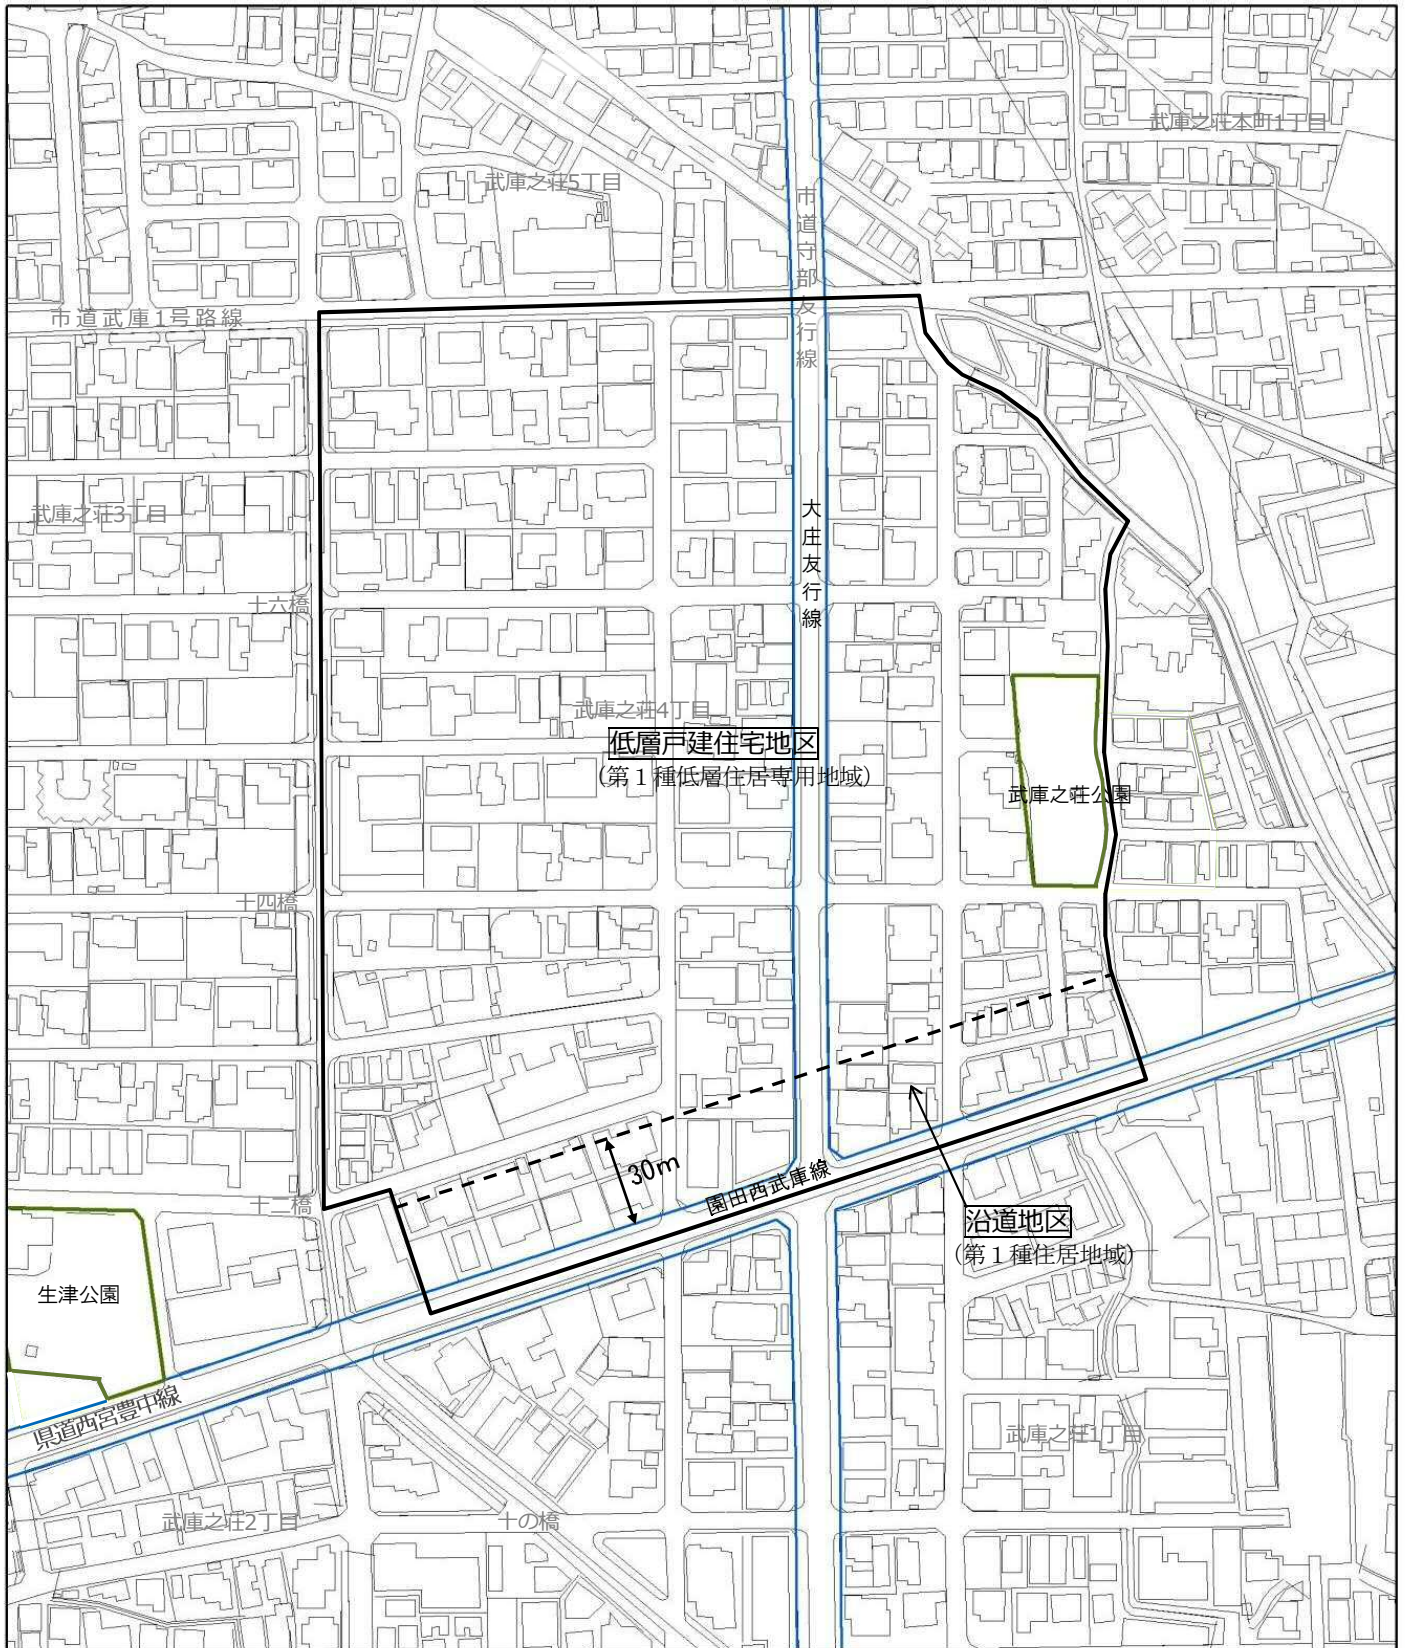 武庫之荘本町1丁目
武庫之荘5丁目
市道守部友行線
市道武庫1号路線
大庄友行線
武庫之荘3丁目
十六橋
武庫之荘4丁目
低層戸建住宅地区
（第１種低層住居専用地域）
武庫之荘公園
十四橋
30m
園田西武庫線
十二橋
沿道地区
（第１種住居地域）
生津公園
県道西宮豊中線
武庫之荘1丁目
武庫之荘2丁目
十の橋